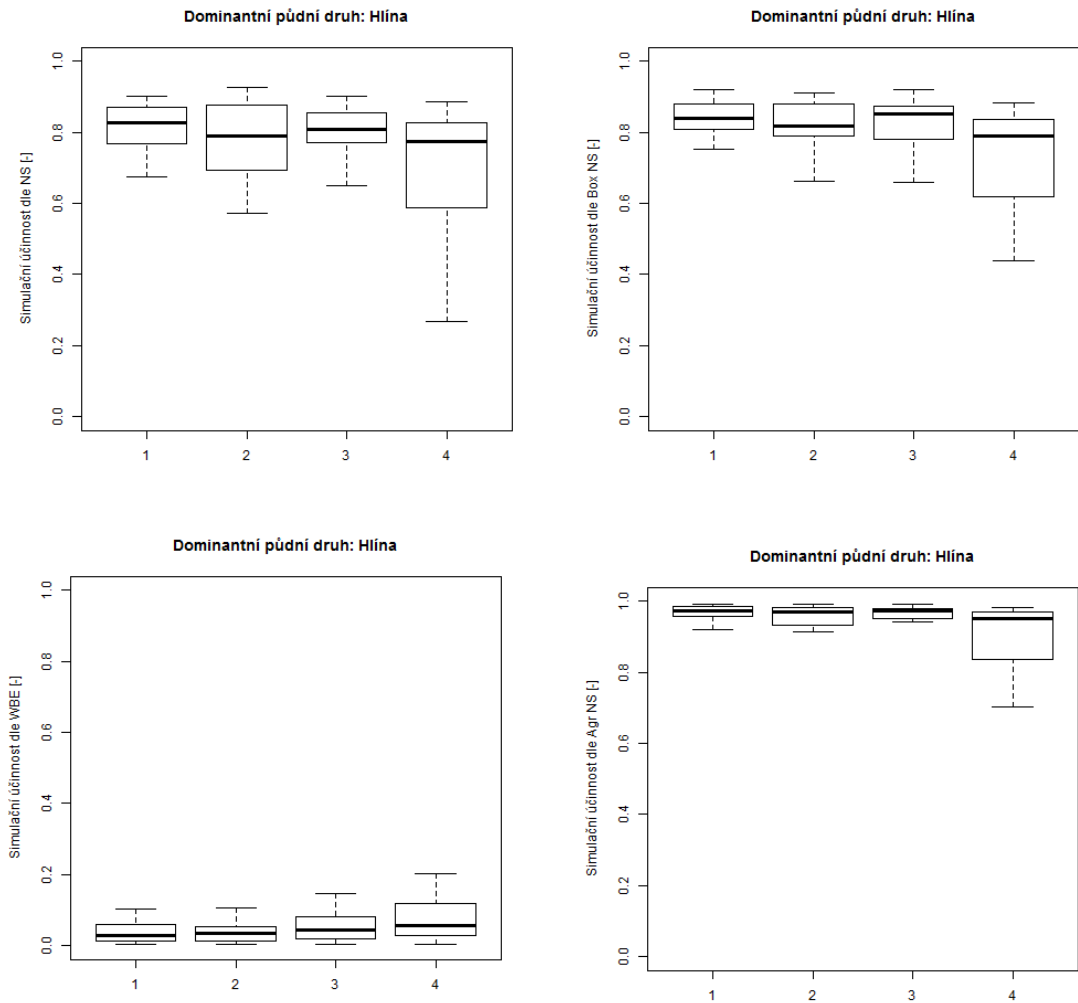 Dominantní půdní druh: Hlína
Simulační účinnost dle NS [-]
1.0
0.8
0.6
0.4
0.2
0.0
1 2 3 4
Dominantní půdní druh: Hlína
Simulační účinnost dle Box NS [-]
1.0
0.8
0.6
0.4
0.2
0.0
1 2 3 4
Dominantní půdní druh: Hlína
Simulační účinnost dle WBE [-]
1.0
0.8
0.6
0.4
0.2
0.0
1 2 3 4
Dominantní půdní druh: Hlína
Simulační účinnost dle Agr NS [-]
1.0
0.8
0.6
0.4
0.2
0.0
1 2 3 4